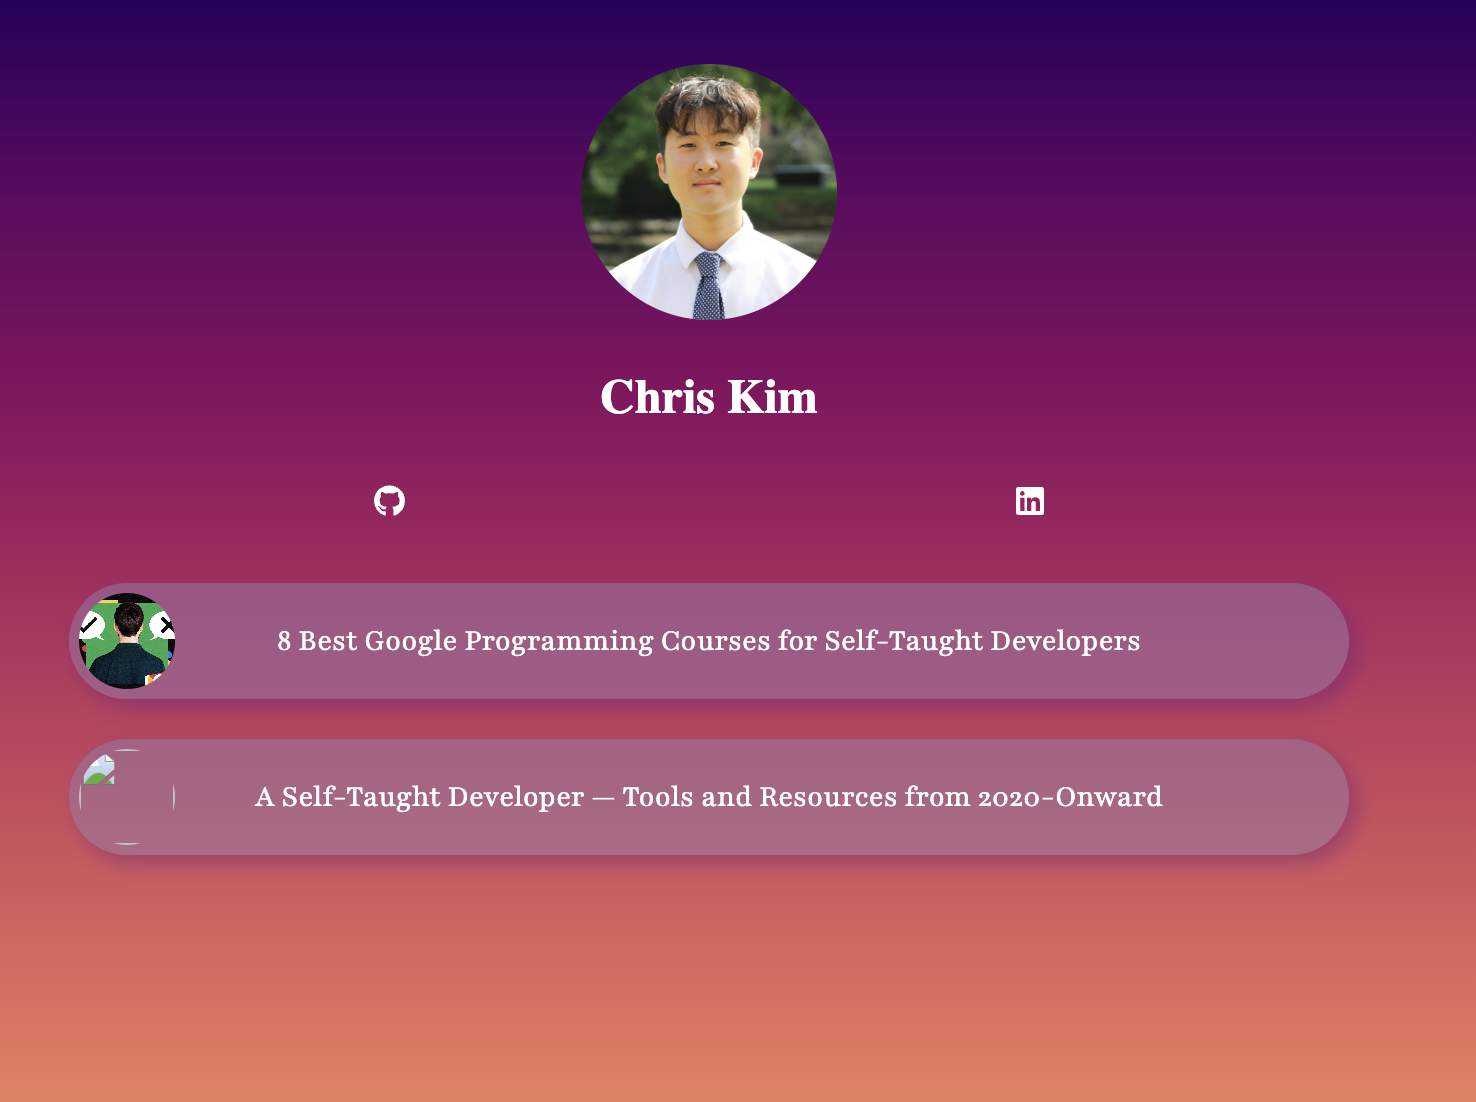 Chris Kim
in
8 Best Google Programming Courses for Self-Taught Developers
A Self-Taught Developer — Tools and Resources from 2020-Onward